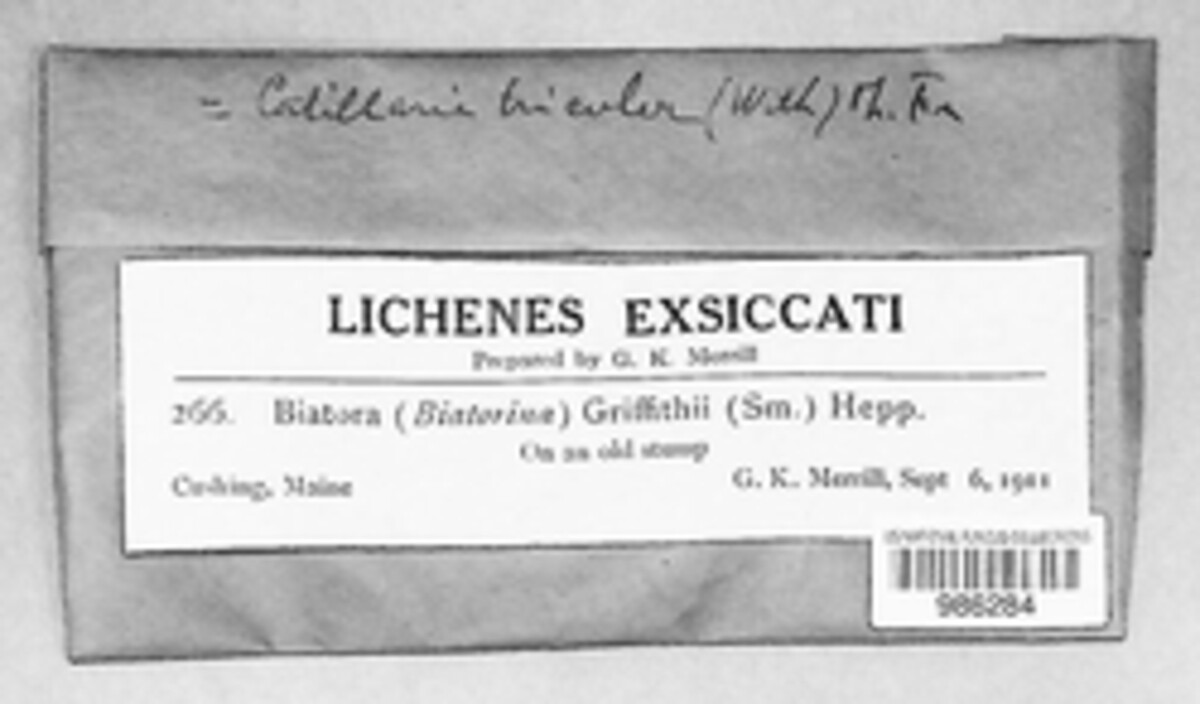 = Catillaria tricolor (With) Th. Fr.
LICHENES EXSICCATI
Prepared by G. K. Merrill
266. Biatora (Biatorina) Griffithii (Sm.) Hepp.
On an old stump
Cushing, Maine
G. K. Merrill, Sept 6, 1911
986284